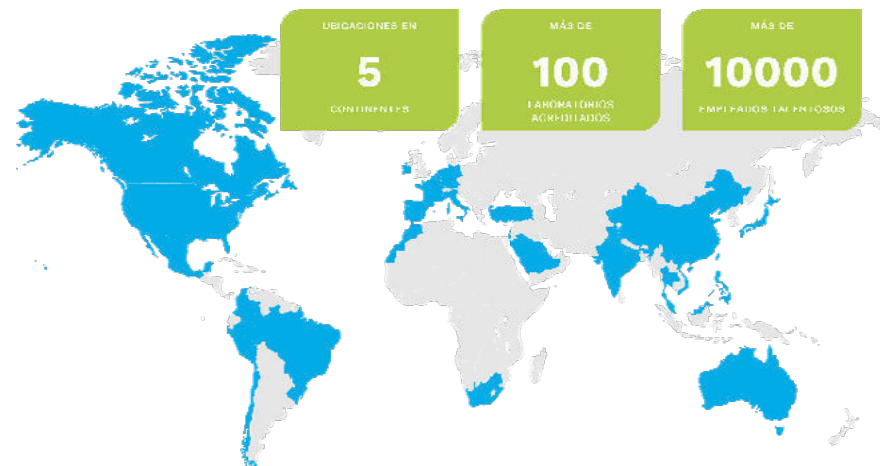 UBICACIONES EN
5
CONTINENTES
MÁS DE
100
LABORATORIOS
ACREDITADOS
MÁS DE
10000
EMPLEADOS TALENTOSOS